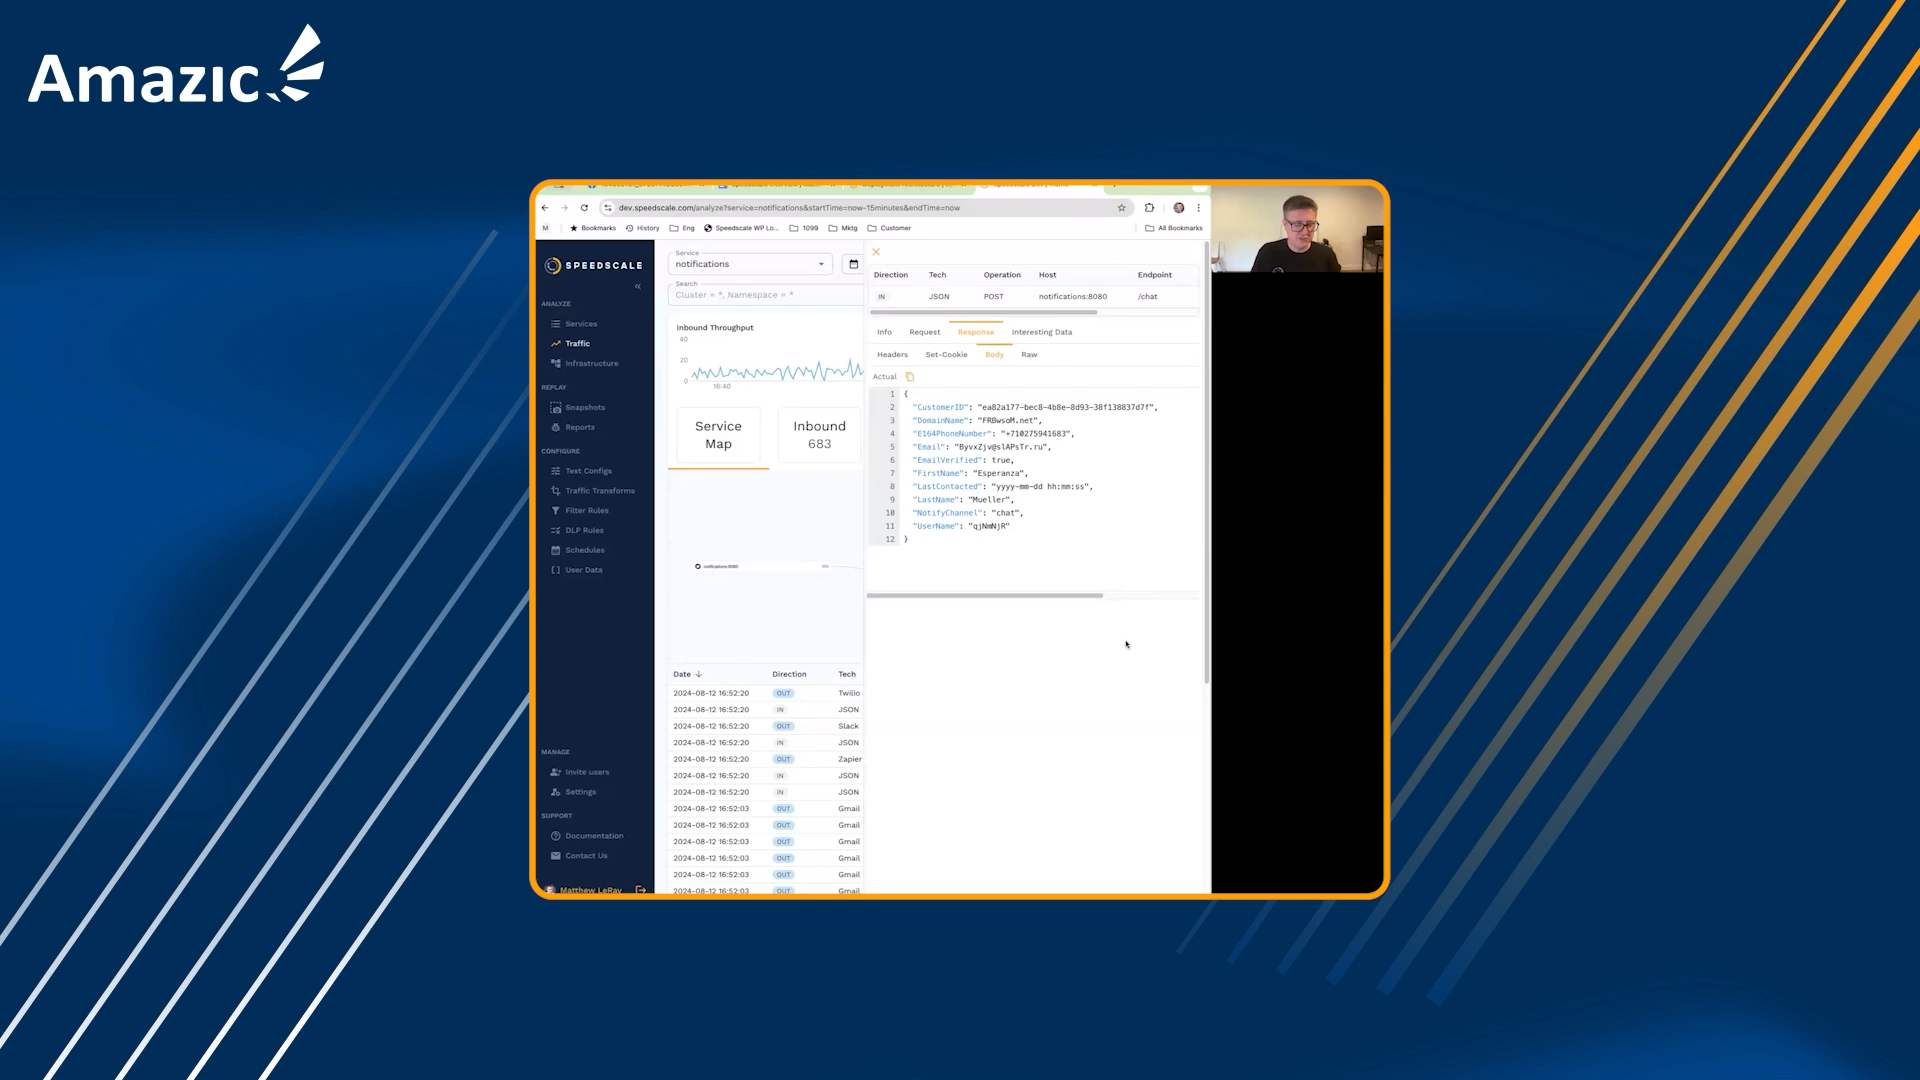 Amazic
dev.speedscale.com/analyze?service=notifications&startTime=now-15minutes&endTime=now
M
Bookmarks
History
Eng
Speedscale WP Lo...
1099
Mktg
Customer
All Bookmarks
SPEEDSCALE
«
ANALYZE
Services
Traffic
Infrastructure
REPLAY
Snapshots
Reports
CONFIGURE
Test Configs
Traffic Transforms
Filter Rules
DLP Rules
Schedules
User Data
MANAGE
Invite users
Settings
SUPPORT
Documentation
Contact Us
Matthew LeRay
Service
notifications
Search
Cluster = *, Namespace = *
Inbound Throughput
40
20
0
16:40
Service Map
Inbound 683
notifications:8080
Date ↓ Direction Tech
2024-08-12 16:52:20 OUT Twilio
2024-08-12 16:52:20 IN JSON
2024-08-12 16:52:20 OUT Slack
2024-08-12 16:52:20 IN JSON
2024-08-12 16:52:20 OUT Zapier
2024-08-12 16:52:20 IN JSON
2024-08-12 16:52:20 IN JSON
2024-08-12 16:52:03 OUT Gmail
2024-08-12 16:52:03 OUT Gmail
2024-08-12 16:52:03 OUT Gmail
2024-08-12 16:52:03 OUT Gmail
2024-08-12 16:52:03 OUT Gmail
2024-08-12 16:52:03 OUT Gmail
Direction Tech Operation Host Endpoint
IN JSON POST notifications:8080 /chat
Info Request Response Interesting Data
Headers Set-Cookie Body Raw
Actual
1 {
2 "CustomerID": "ea82a177-bec8-4b8e-8d93-38f138837d7f",
3 "DomainName": "FRBwsoM.net",
4 "E164PhoneNumber": "+710275941683",
5 "Email": "ByvxZjv@slAPsTr.ru",
6 "EmailVerified": true,
7 "FirstName": "Esperanza",
8 "LastContacted": "yyyy-mm-dd hh:mm:ss",
9 "LastName": "Mueller",
10 "NotifyChannel": "chat",
11 "UserName": "qjNmNjR"
12 }